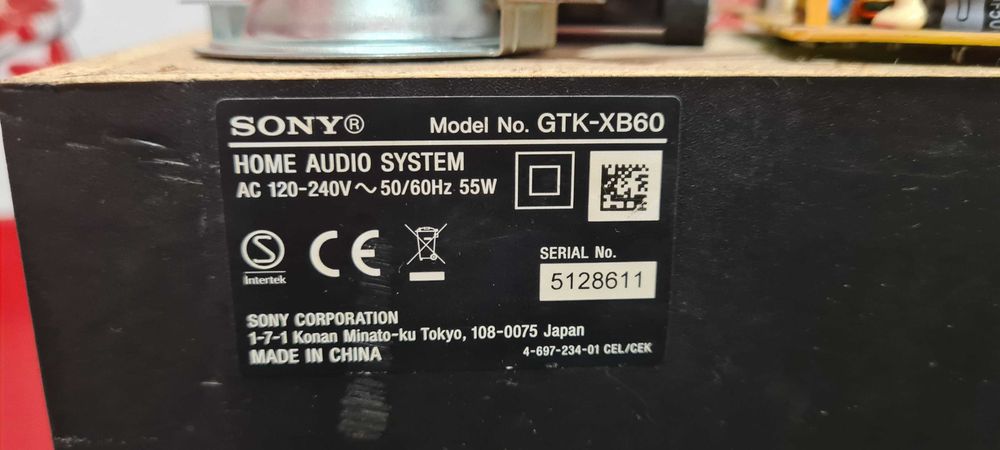 SONY®
Model No. GTK-XB60
HOME AUDIO SYSTEM
AC 120-240V ~ 50/60Hz 55W
S
Intertek
CE
SERIAL No.
5128611
SONY CORPORATION
1-7-1 Konan Minato-ku Tokyo, 108-0075 Japan
MADE IN CHINA
4-697-234-01 CEL/CEK